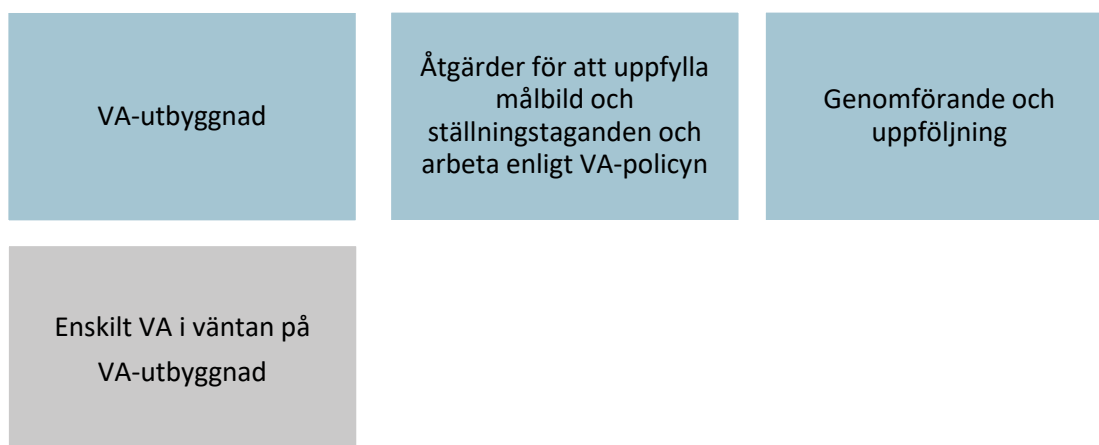 VA-utbyggnad
Åtgärder för att uppfylla
målbild och
ställningstaganden och
arbeta enligt VA-policyn
Genomförande och
uppföljning
Enskilt VA i väntan på
VA-utbyggnad